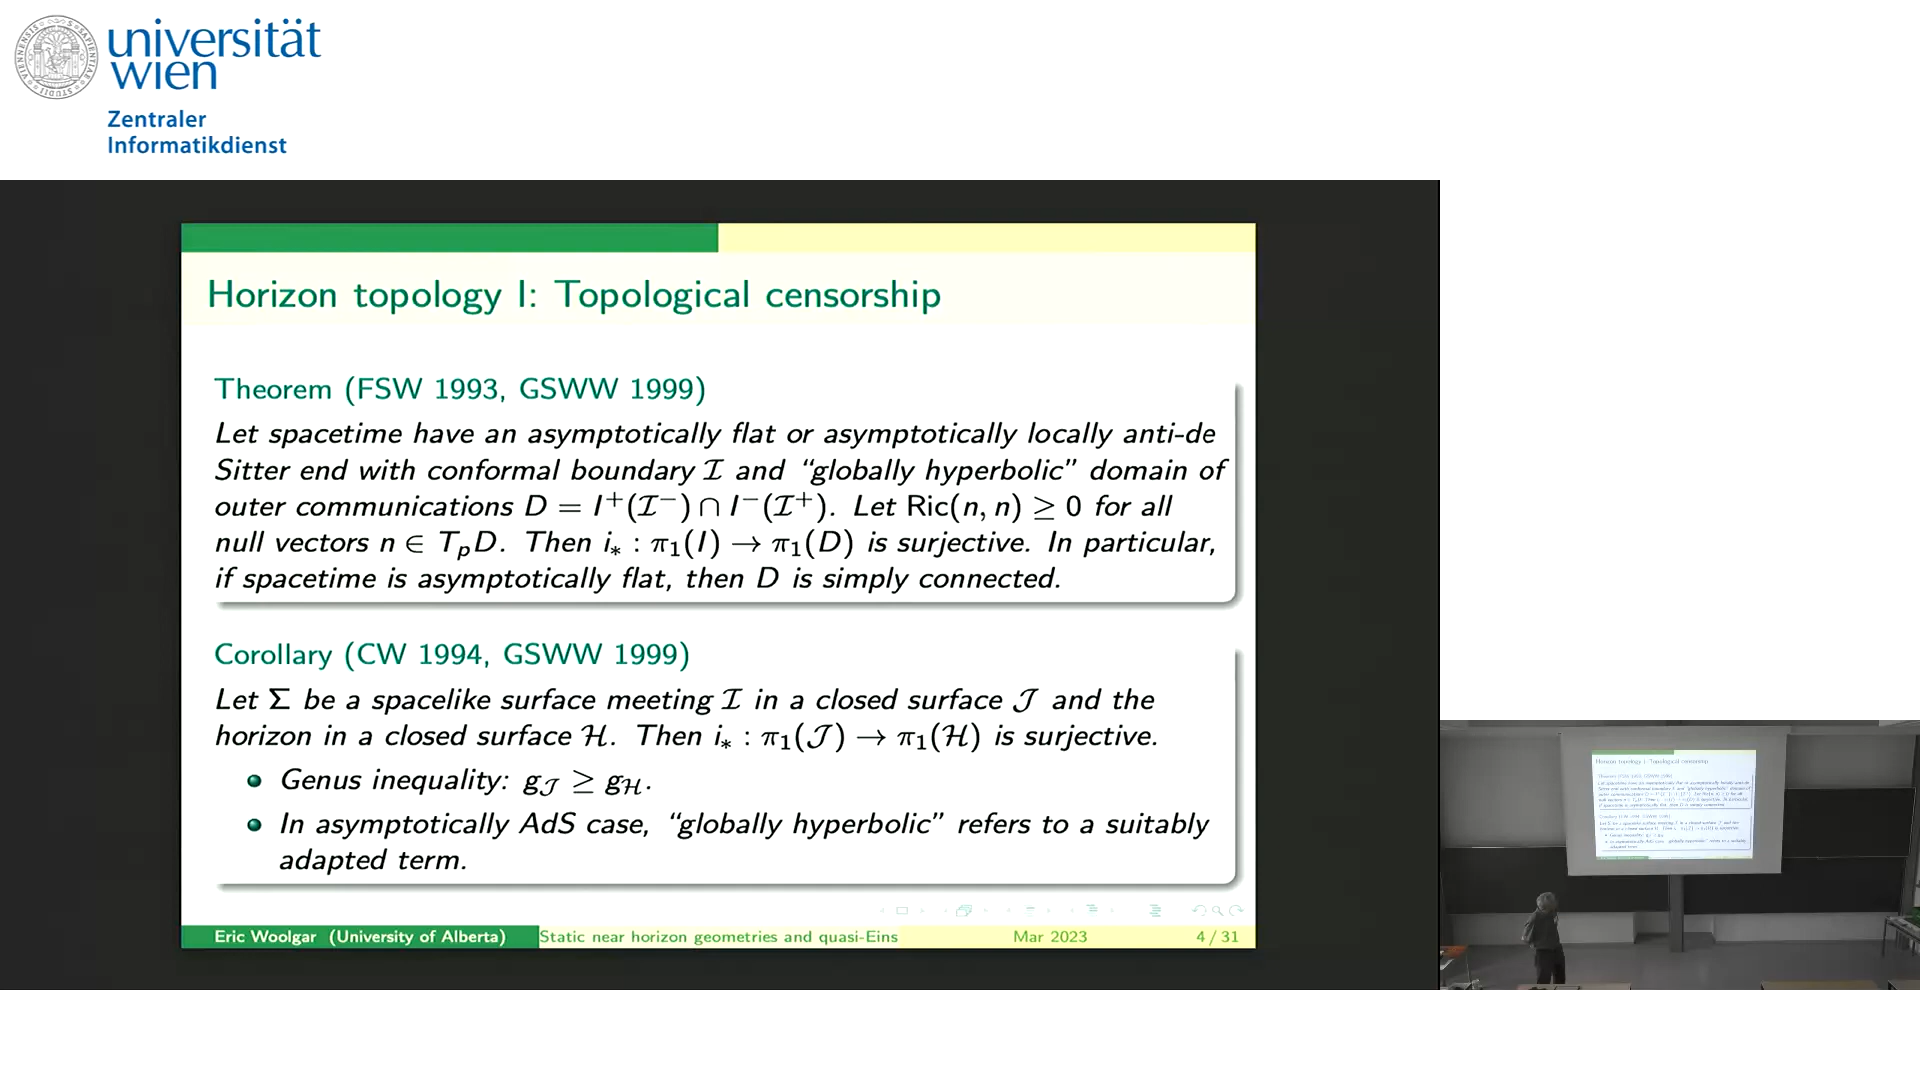 universität
wien
Zentraler
Informatikdienst
Horizon topology I: Topological censorship
Theorem (FSW 1993, GSWW 1999)
Let spacetime have an asymptotically flat or asymptotically locally anti-de
Sitter end with conformal boundary ℐ and “globally hyperbolic” domain of
outer communications D = I⁺(ℐ⁻) ∩ I⁻(ℐ⁺). Let Ric(n, n) ≥ 0 for all
null vectors n ∈ TₚD. Then i∗ : π₁(I) → π₁(D) is surjective. In particular,
if spacetime is asymptotically flat, then D is simply connected.
Corollary (CW 1994, GSWW 1999)
Let Σ be a spacelike surface meeting ℐ in a closed surface 𝒥 and the
horizon in a closed surface ℋ. Then i∗ : π₁(𝒥) → π₁(ℋ) is surjective.
Genus inequality: g𝒥 ≥ gℋ.
In asymptotically AdS case, “globally hyperbolic” refers to a suitably
adapted term.
Eric Woolgar (University of Alberta) Static near horizon geometries and quasi-Eins Mar 2023 4 / 31
Horizon topology I: Topological censorship